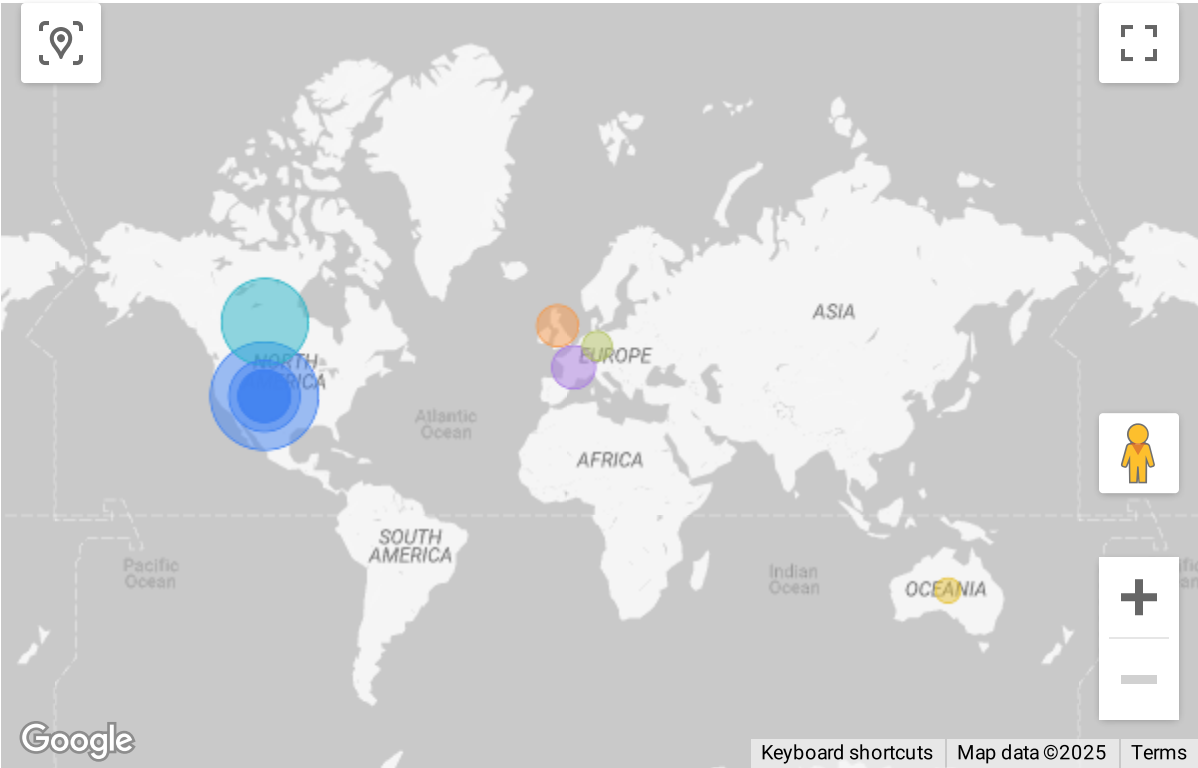 ASIA
NORTH
AMERICA
EUROPE
Atlantic
Ocean
AFRICA
SOUTH
AMERICA
Pacific
Ocean
Indian
Ocean
OCEANIA
Google
Keyboard shortcuts
Map data ©2025
Terms